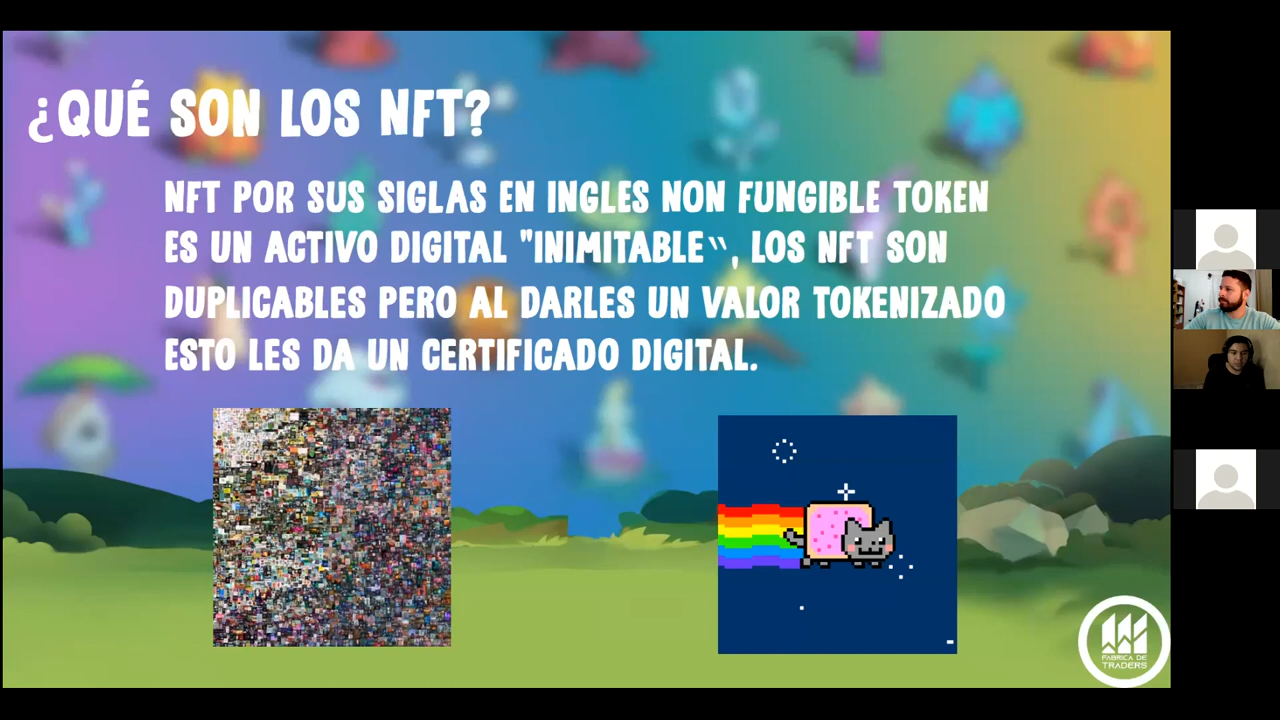 ¿QUÉ SON LOS NFT?
NFT POR SUS SIGLAS EN INGLES NON FUNGIBLE TOKEN
ES UN ACTIVO DIGITAL "INIMITABLE", LOS NFT SON
DUPLICABLES PERO AL DARLES UN VALOR TOKENIZADO
ESTO LES DA UN CERTIFICADO DIGITAL.
FABRICA DE
TRADERS